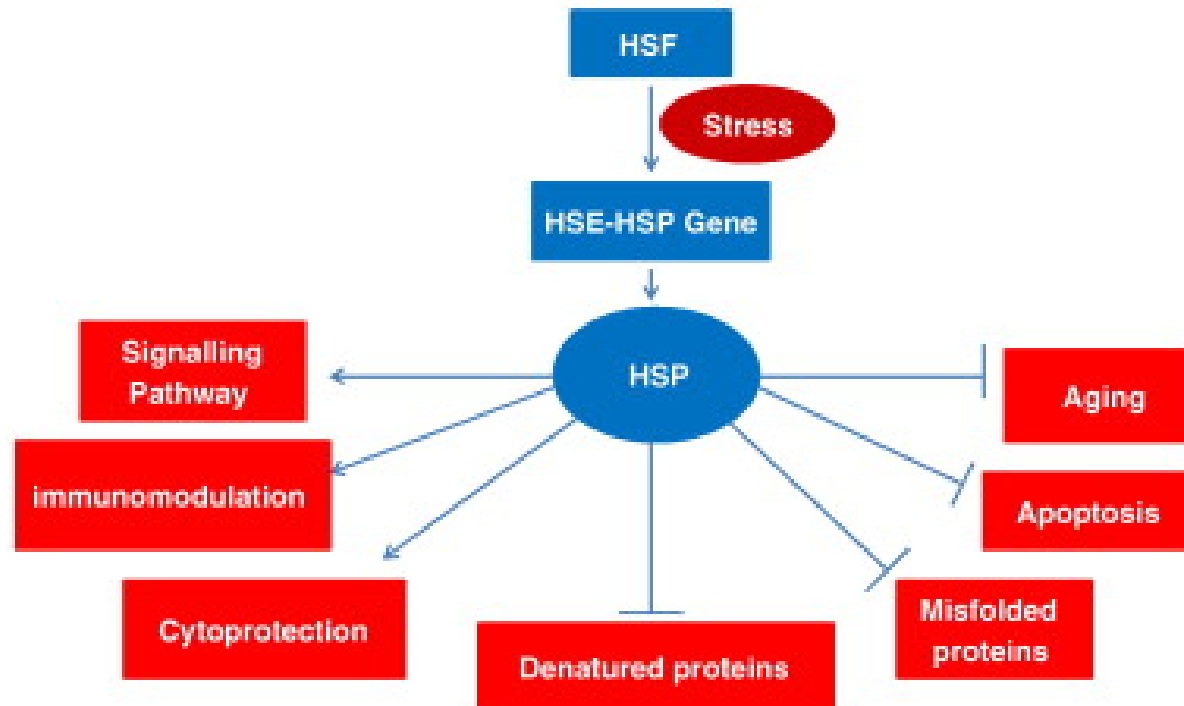 HSF
Stress
HSE-HSP Gene
HSP
Signalling
Pathway
immunomodulation
Cytoprotection
Denatured proteins
Misfolded
proteins
Apoptosis
Aging